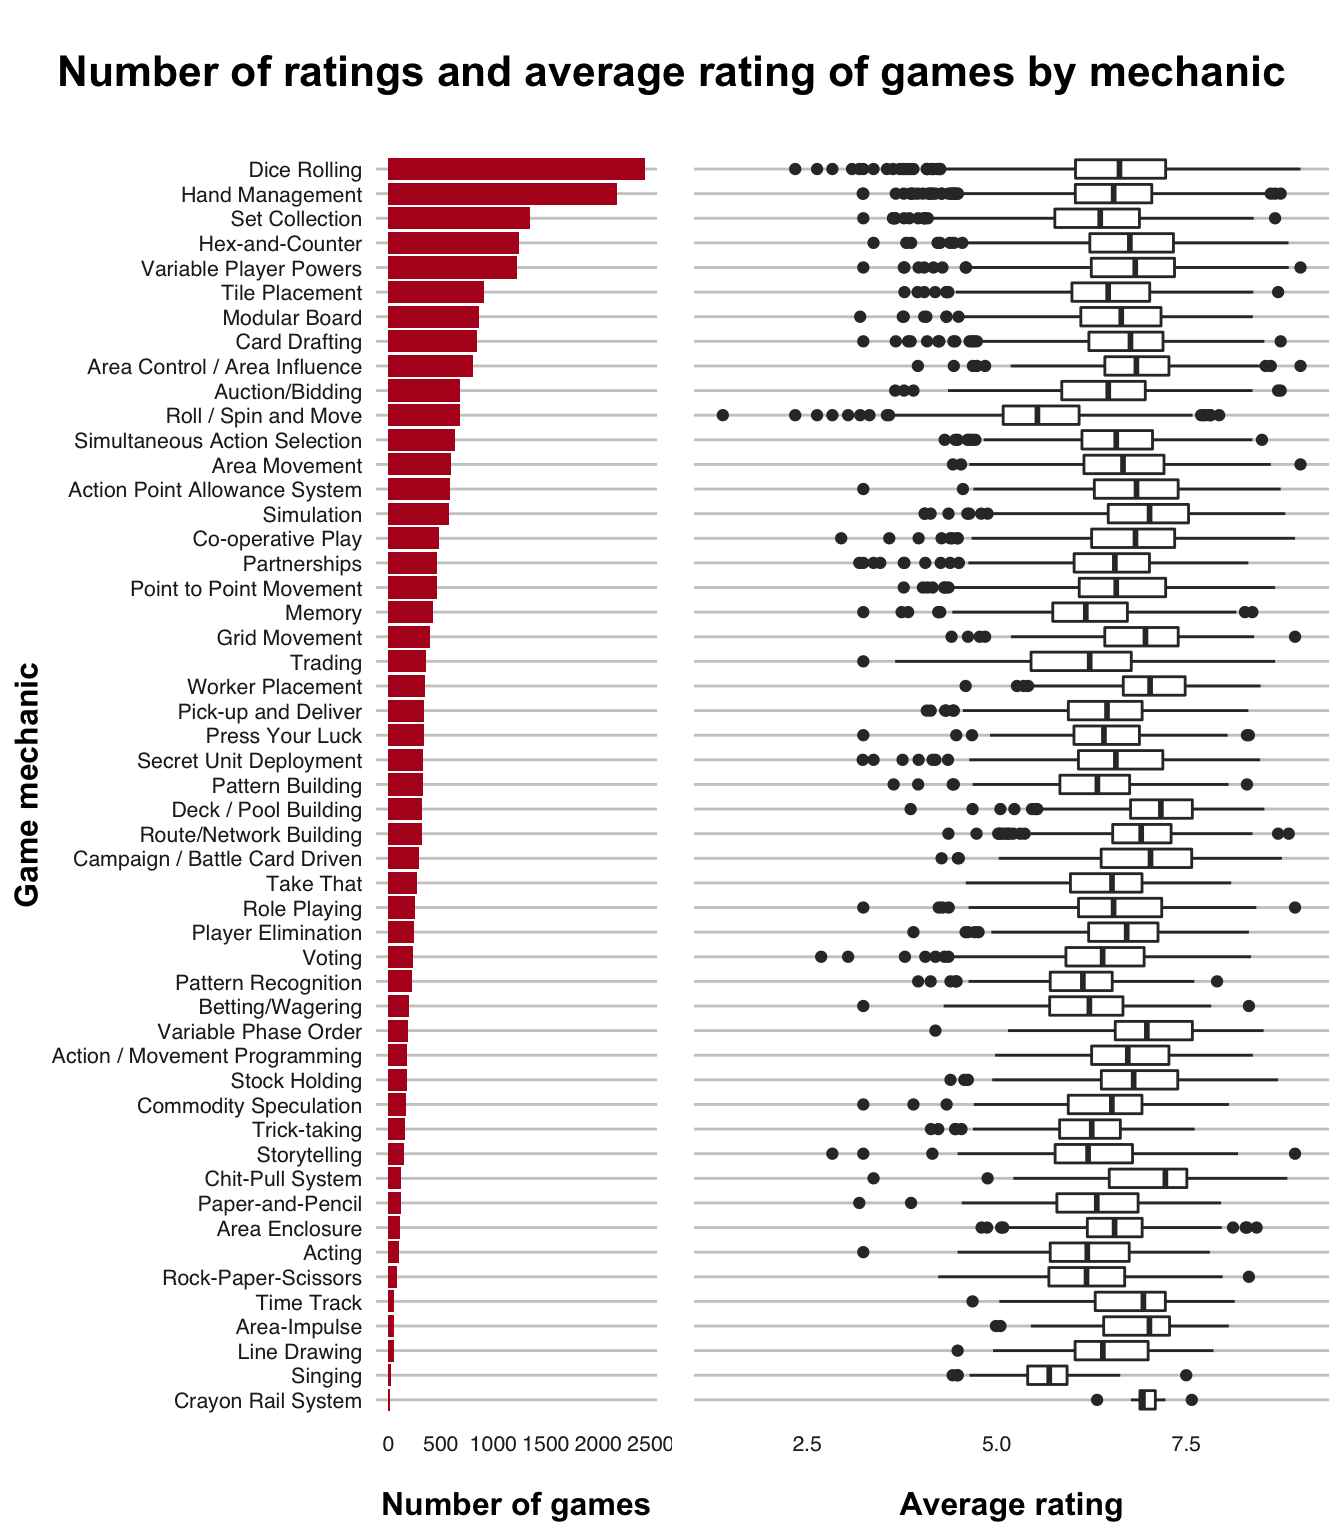 Number of ratings and average rating of games by mechanic
Game mechanic
Dice Rolling
Hand Management
Set Collection
Hex-and-Counter
Variable Player Powers
Tile Placement
Modular Board
Card Drafting
Area Control / Area Influence
Auction/Bidding
Roll / Spin and Move
Simultaneous Action Selection
Area Movement
Action Point Allowance System
Simulation
Co-operative Play
Partnerships
Point to Point Movement
Memory
Grid Movement
Trading
Worker Placement
Pick-up and Deliver
Press Your Luck
Secret Unit Deployment
Pattern Building
Deck / Pool Building
Route/Network Building
Campaign / Battle Card Driven
Take That
Role Playing
Player Elimination
Voting
Pattern Recognition
Betting/Wagering
Variable Phase Order
Action / Movement Programming
Stock Holding
Commodity Speculation
Trick-taking
Storytelling
Chit-Pull System
Paper-and-Pencil
Area Enclosure
Acting
Rock-Paper-Scissors
Time Track
Area-Impulse
Line Drawing
Singing
Crayon Rail System
0 500 1000 1500 2000 2500
2.5 5.0 7.5
Number of games
Average rating